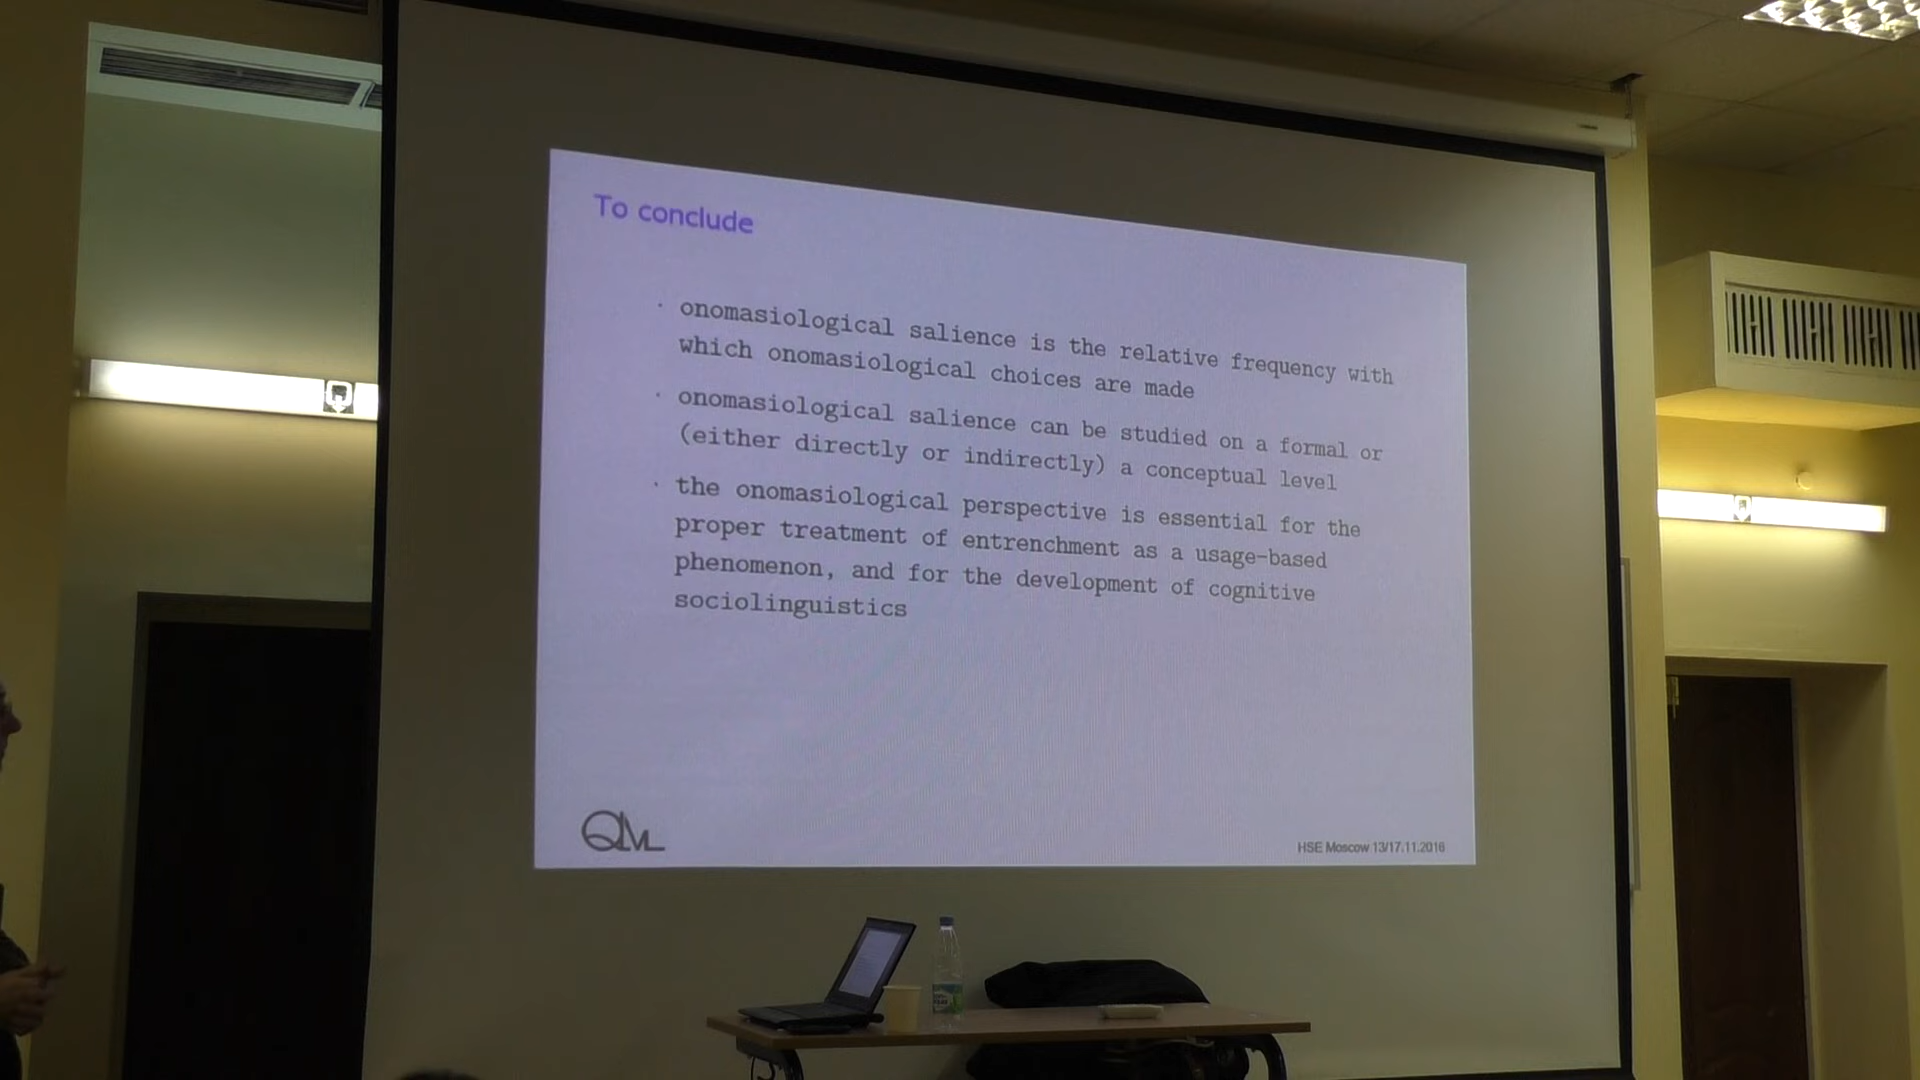 To conclude
· onomasiological salience is the relative frequency with
which onomasiological choices are made
· onomasiological salience can be studied on a formal or
(either directly or indirectly) a conceptual level
· the onomasiological perspective is essential for the
proper treatment of entrenchment as a usage-based
phenomenon, and for the development of cognitive
sociolinguistics
QLVL
HSE Moscow 13/17.11.2016